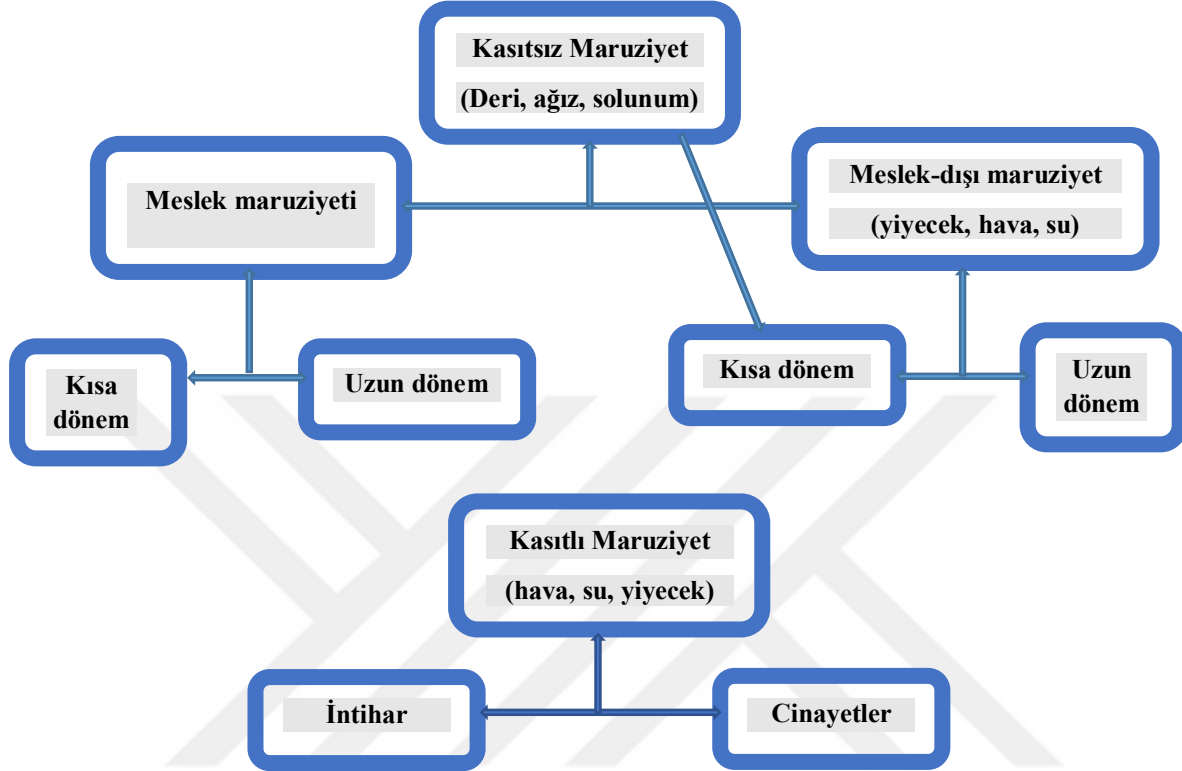 Kasıtsız Maruziyet
(Deri, ağız, solunum)
Meslek maruziyeti
Meslek-dışı maruziyet
(yiyecek, hava, su)
Kısa
dönem
Uzun dönem
Kısa dönem
Uzun
dönem
Kasıtlı Maruziyet
(hava, su, yiyecek)
İntihar
Cinayetler